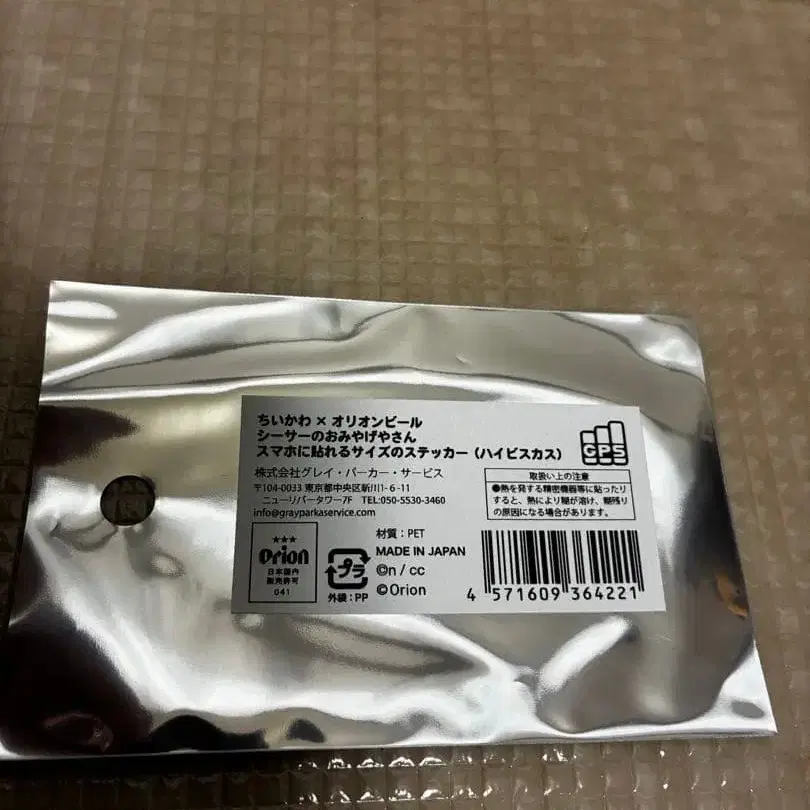 ちいかわ × オリオンビール
シーサーのおみやげやさん
スマホに貼れるサイズのステッカー（ハイビスカス）
GPS
株式会社グレイ・パーカー・サービス
〒104-0033 東京都中央区新川1-6-11
ニューリバータワー7F TEL:050-5530-3460
info@grayparkaservice.com
取扱い上の注意
●熱を発する精密機器等に貼ったり
すると、熱により糊が溶け、糊残り
の原因になる場合があります。
★★★
Orion
日本国内
販売許可
041
プラ
外袋：PP
材質：PET
MADE IN JAPAN
©n / cc
©Orion
4 571609 364221